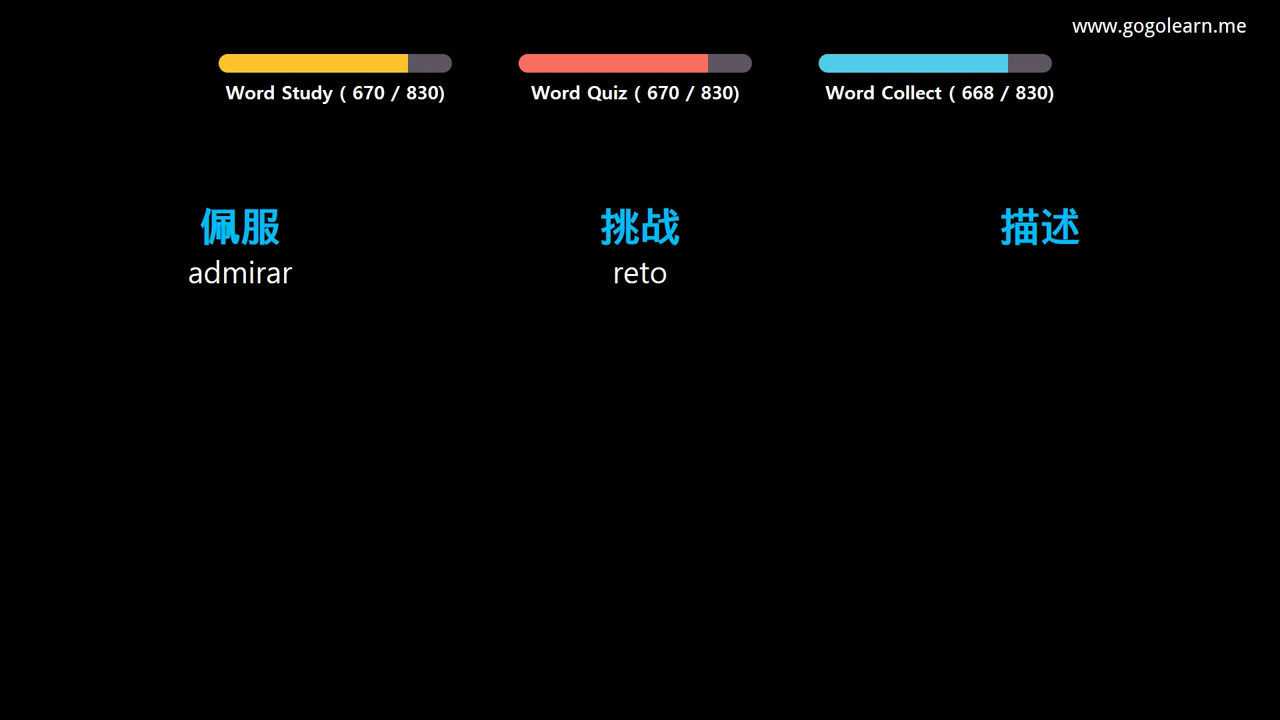 www.gogolearn.me
Word Study ( 670 / 830)
Word Quiz ( 670 / 830)
Word Collect ( 668 / 830)
佩服
挑战
描述
admirar
reto